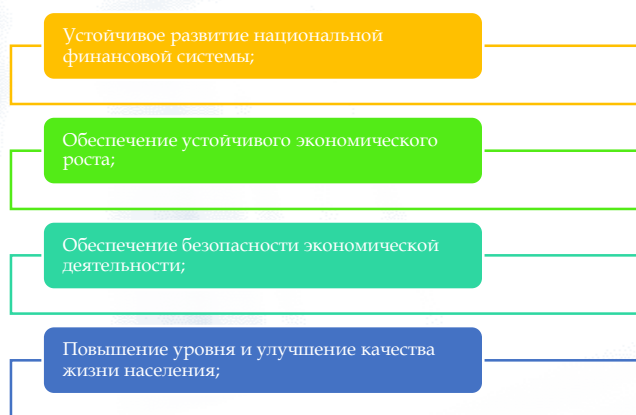 Устойчивое развитие национальной
финансовой системы;
Обеспечение устойчивого экономического
роста;
Обеспечение безопасности экономической
деятельности;
Повышение уровня и улучшение качества
жизни населения;